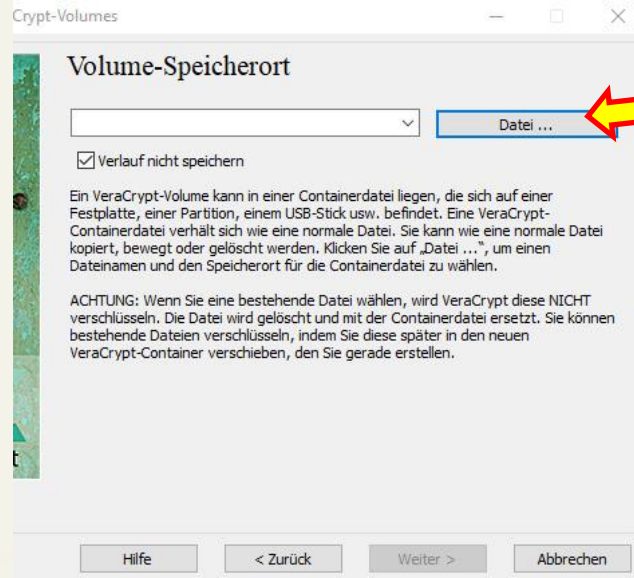 Crypt-Volumes
Volume-Speicherort
Datei ...
Verlauf nicht speichern
Ein VeraCrypt-Volume kann in einer Containerdatei liegen, die sich auf einer
Festplatte, einer Partition, einem USB-Stick usw. befindet. Eine VeraCrypt-
Containerdatei verhält sich wie eine normale Datei. Sie kann wie eine normale Datei
kopiert, bewegt oder gelöscht werden. Klicken Sie auf „Datei ...“, um einen
Dateinamen und den Speicherort für die Containerdatei zu wählen.
ACHTUNG: Wenn Sie eine bestehende Datei wählen, wird VeraCrypt diese NICHT
verschlüsseln. Die Datei wird gelöscht und mit der Containerdatei ersetzt. Sie können
bestehende Dateien verschlüsseln, indem Sie diese später in den neuen
VeraCrypt-Container verschieben, den Sie gerade erstellen.
t
Hilfe
< Zurück
Weiter >
Abbrechen